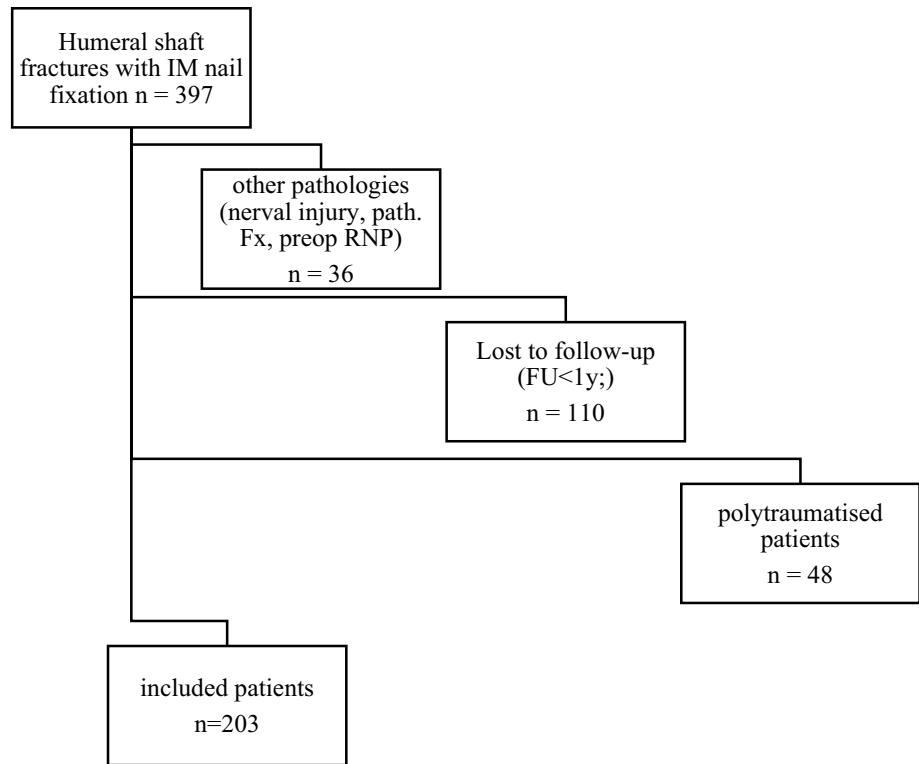 Humeral shaft
fractures with IM nail
fixation n = 397
other pathologies
(nerval injury, path.
Fx, preop RNP)
n = 36
Lost to follow-up
(FU<1y;)
n = 110
polytraumatised
patients
n = 48
included patients
n=203